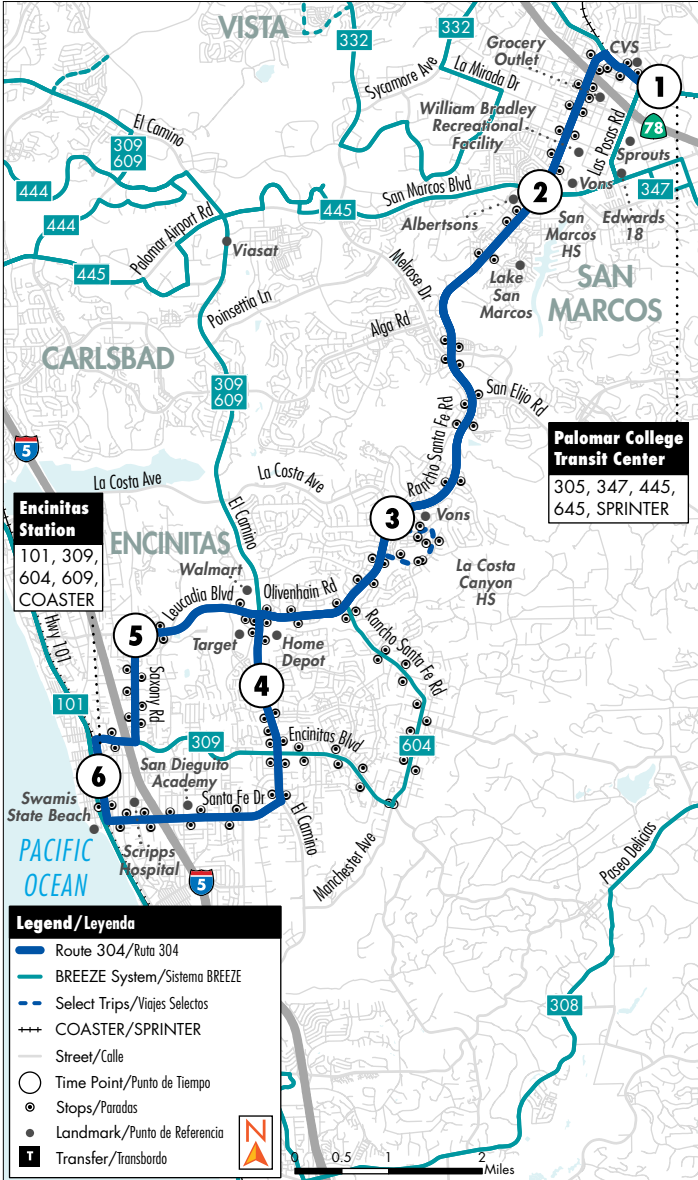 VISTA
332
332
Grocery
Outlet
CVS
La Mirada Dr
Sycamore Ave
1
El Camino
William Bradley
Recreational
Facility
78
309
609
Las Posas Rd
Sprouts
444
San Marcos Blvd
2
Vons
347
444
445
Albertsons
Edwards
18
Palomar Airport Rd
San
Marcos
HS
Viasat
445
Melrose Dr
Lake
San
Marcos
SAN
MARCOS
Poinsettia Ln
Alga Rd
CARLSBAD
309
609
San Elijo Rd
Rancho Santa Fe Rd
Palomar College
Transit Center
305, 347, 445,
645, SPRINTER
5
La Costa Ave
La Costa Ave
Encinitas
Station
101, 309,
604, 609,
COASTER
El Camino
3
Vons
ENCINITAS
La Costa
Canyon
HS
Walmart
Olivenhain Rd
Leucadia Blvd
Hwy 101
5
Target
Home
Depot
Rancho Santa Fe Rd
Saxony Rd
4
101
309
Encinitas Blvd
604
6
San Dieguito
Academy
Swamis
State Beach
Santa Fe Dr
El Camino
Manchester Ave
Scripps
Hospital
PACIFIC
OCEAN
5
Paseo Delicias
Legend/Leyenda
Route 304/Ruta 304
BREEZE System/Sistema BREEZE
Select Trips/Viajes Selectos
308
COASTER/SPRINTER
Street/Calle
Time Point/Punto de Tiempo
Stops/Paradas
Landmark/Punto de Referencia
T Transfer/Transbordo
N
0 0.5 1 2
Miles